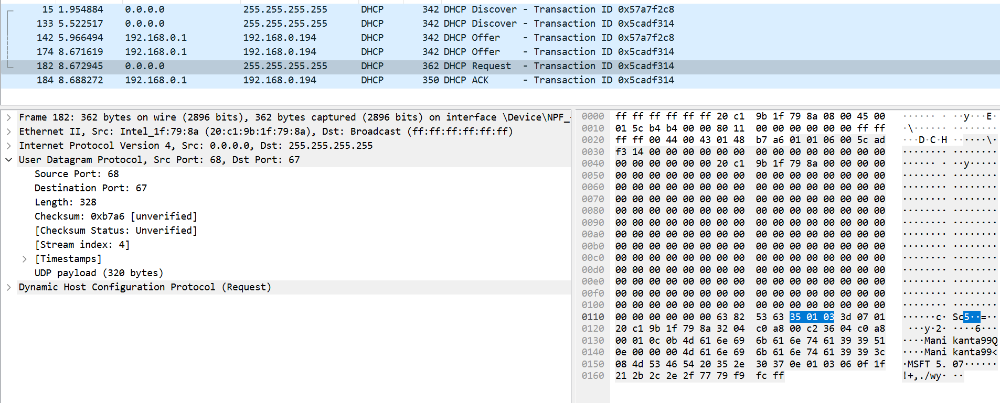 15 1.954884 0.0.0.0 255.255.255.255 DHCP 342 DHCP Discover - Transaction ID 0x57a7f2c8
133 5.522517 0.0.0.0 255.255.255.255 DHCP 342 DHCP Discover - Transaction ID 0x5cadf314
142 5.966494 192.168.0.1 192.168.0.194 DHCP 342 DHCP Offer - Transaction ID 0x57a7f2c8
174 8.671619 192.168.0.1 192.168.0.194 DHCP 342 DHCP Offer - Transaction ID 0x5cadf314
182 8.672945 0.0.0.0 255.255.255.255 DHCP 362 DHCP Request - Transaction ID 0x5cadf314
184 8.688272 192.168.0.1 192.168.0.194 DHCP 350 DHCP ACK - Transaction ID 0x5cadf314
Frame 182: 362 bytes on wire (2896 bits), 362 bytes captured (2896 bits) on interface \Device\NPF_
Ethernet II, Src: Intel_1f:79:8a (20:c1:9b:1f:79:8a), Dst: Broadcast (ff:ff:ff:ff:ff:ff)
Internet Protocol Version 4, Src: 0.0.0.0, Dst: 255.255.255.255
User Datagram Protocol, Src Port: 68, Dst Port: 67
Source Port: 68
Destination Port: 67
Length: 328
Checksum: 0xb7a6 [unverified]
[Checksum Status: Unverified]
[Stream index: 4]
[Timestamps]
UDP payload (320 bytes)
Dynamic Host Configuration Protocol (Request)
0000 ff ff ff ff ff ff 20 c1 9b 1f 79 8a 08 00 45 00 ······ · ··y···E·
0010 01 5c b4 b4 00 00 80 11 00 00 00 00 00 00 ff ff ·\······ ········
0020 ff ff 00 44 00 43 01 48 b7 a6 01 01 06 00 5c ad ···D·C·H ······\·
0030 f3 14 00 00 00 00 00 00 00 00 00 00 00 00 00 00 ········ ········
0040 00 00 00 00 00 00 20 c1 9b 1f 79 8a 00 00 00 00 ······ · ··y·····
0050 00 00 00 00 00 00 00 00 00 00 00 00 00 00 00 00 ········ ········
0060 00 00 00 00 00 00 00 00 00 00 00 00 00 00 00 00 ········ ········
0070 00 00 00 00 00 00 00 00 00 00 00 00 00 00 00 00 ········ ········
0080 00 00 00 00 00 00 00 00 00 00 00 00 00 00 00 00 ········ ········
0090 00 00 00 00 00 00 00 00 00 00 00 00 00 00 00 00 ········ ········
00a0 00 00 00 00 00 00 00 00 00 00 00 00 00 00 00 00 ········ ········
00b0 00 00 00 00 00 00 00 00 00 00 00 00 00 00 00 00 ········ ········
00c0 00 00 00 00 00 00 00 00 00 00 00 00 00 00 00 00 ········ ········
00d0 00 00 00 00 00 00 00 00 00 00 00 00 00 00 00 00 ········ ········
00e0 00 00 00 00 00 00 00 00 00 00 00 00 00 00 00 00 ········ ········
00f0 00 00 00 00 00 00 00 00 00 00 00 00 00 00 00 00 ········ ········
0100 00 00 00 00 00 00 00 00 00 00 00 00 00 00 00 00 ········ ········
0110 00 00 00 00 00 00 63 82 53 63 35 01 03 3d 07 01 ······c· Sc5··=··
0120 20 c1 9b 1f 79 8a 32 04 c0 a8 00 c2 36 04 c0 a8 ···y·2· ····6···
0130 00 01 0c 0b 4d 61 6e 69 6b 61 6e 74 61 39 39 51 ····Mani kanta99Q
0140 0e 00 00 00 4d 61 6e 69 6b 61 6e 74 61 39 39 3c ····Mani kanta99<
0150 08 4d 53 46 54 20 35 2e 30 37 0e 01 03 06 0f 1f ·MSFT 5. 07······
0160 21 2b 2c 2e 2f 77 79 f9 fc ff !+,./wy· ··